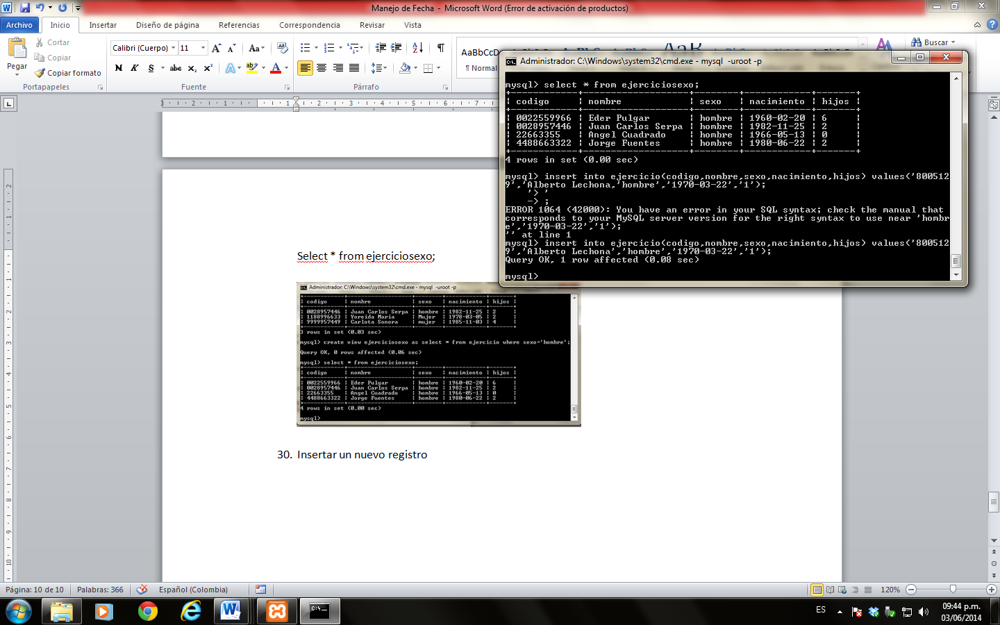 Manejo de Fecha - Microsoft Word (Error de activación de productos)
Archivo Inicio Insertar Diseño de página Referencias Correspondencia Revisar Vista
Pegar
Cortar
Copiar
Copiar formato
Portapapeles
Calibri (Cuerpo) 11
Fuente
Párrafo
AaBbCcD
¶ Normal
Buscar
Administrador: C:\Windows\system32\cmd.exe - mysql -uroot -p
mysql> select * from ejerciciosexo;
| codigo | nombre | sexo | nacimiento | hijos |
| 0022559966 | Eder Pulgar | hombre | 1960-02-20 | 6 |
| 0028957446 | Juan Carlos Serpa | hombre | 1982-11-25 | 2 |
| 22663355 | Angel Cuadrado | hombre | 1966-05-13 | 0 |
| 4488663322 | Jorge Fuentes | hombre | 1980-06-22 | 2 |
4 rows in set (0.00 sec)
mysql> insert into ejercicio(codigo,nombre,sexo,nacimiento,hijos) values('800512
9','Alberto Lechona,'hombre','1970-03-22','1');
'> '
-> ;
ERROR 1064 (42000): You have an error in your SQL syntax; check the manual that
corresponds to your MySQL server version for the right syntax to use near 'hombr
e','1970-03-22','1');
'' at line 1
mysql> insert into ejercicio(codigo,nombre,sexo,nacimiento,hijos) values('800512
9','Alberto Lechona','hombre','1970-03-22','1');
Query OK, 1 row affected (0.08 sec)
mysql>
Select * from ejerciciosexo;
Administrador: C:\Windows\system32\cmd.exe - mysql -uroot -p
| codigo | nombre | sexo | nacimiento | hijos |
| 0028957446 | Juan Carlos Serpa | hombre | 1982-11-25 | 2 |
| 1188996633 | Yoreida Maria | Mujer | 1978-03-05 | 2 |
| 9999957449 | Carlota Sonora | mujer | 1985-11-03 | 4 |
3 rows in set (0.03 sec)
mysql> create view ejerciciosexo as select * from ejercicio where sexo='hombre';
Query OK, 0 rows affected (0.06 sec)
mysql> select * from ejerciciosexo;
| codigo | nombre | sexo | nacimiento | hijos |
| 0022559966 | Eder Pulgar | hombre | 1960-02-20 | 6 |
| 0028957446 | Juan Carlos Serpa | hombre | 1982-11-25 | 2 |
| 22663355 | Angel Cuadrado | hombre | 1966-05-13 | 0 |
| 4488663322 | Jorge Fuentes | hombre | 1980-06-22 | 2 |
4 rows in set (0.00 sec)
mysql>
30. Insertar un nuevo registro
Página: 10 de 10 Palabras: 366 Español (Colombia) 120%
ES 09:44 p.m.
03/06/2014